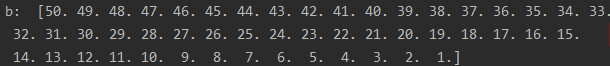 b:  [50. 49. 48. 47. 46. 45. 44. 43. 42. 41. 40. 39. 38. 37. 36. 35. 34. 33.
 32. 31. 30. 29. 28. 27. 26. 25. 24. 23. 22. 21. 20. 19. 18. 17. 16. 15.
 14. 13. 12. 11. 10.  9.  8.  7.  6.  5.  4.  3.  2.  1.]